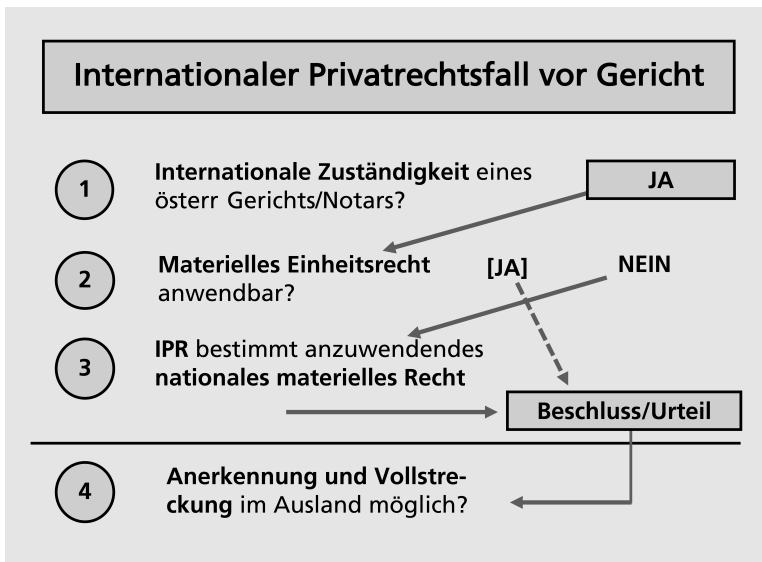 Internationaler Privatrechtsfall vor Gericht
1
Internationale Zuständigkeit eines
österr Gerichts/Notars?
JA
2
Materielles Einheitsrecht
anwendbar?
[JA]
NEIN
3
IPR bestimmt anzuwendendes
nationales materielles Recht
Beschluss/Urteil
4
Anerkennung und Vollstre-
ckung im Ausland möglich?